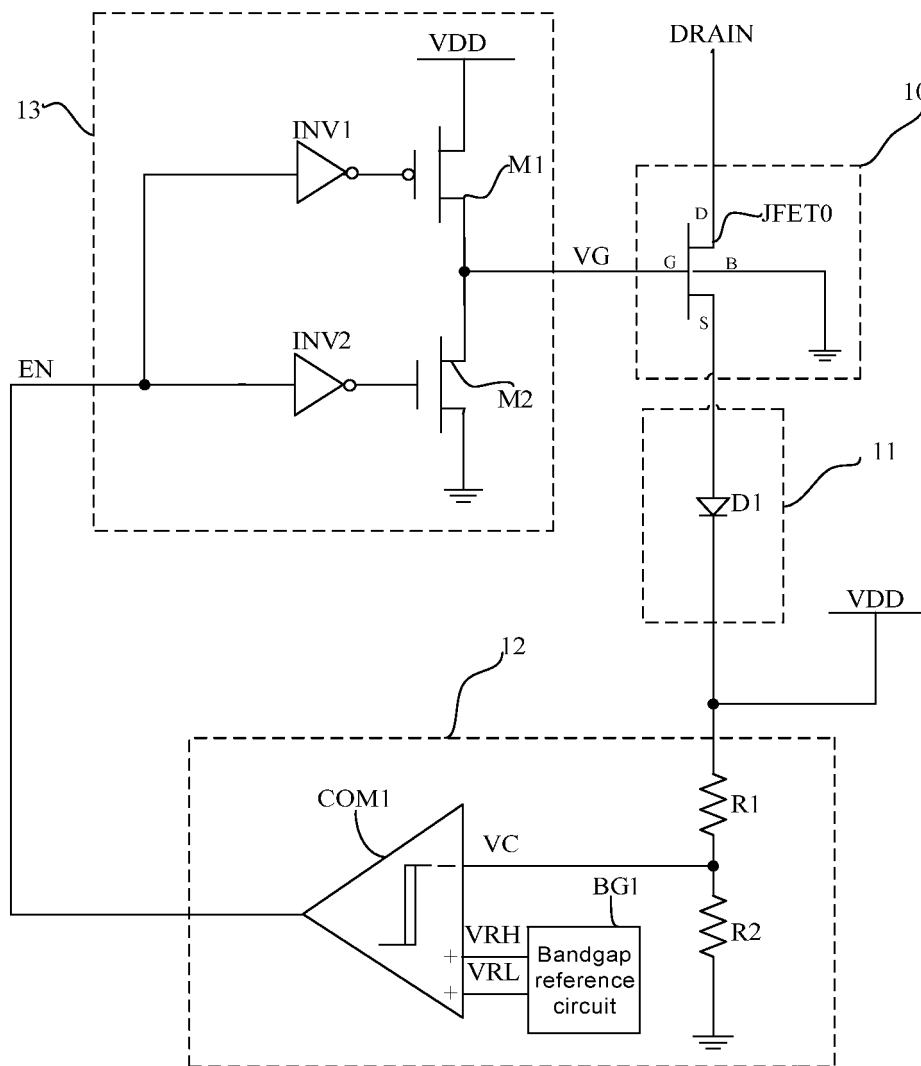 VDD
DRAIN
10
13
INV1
M1
D
JFET0
VG
G
B
S
INV2
EN
M2
11
D1
VDD
12
COM1
R1
VC
BG1
VRH
R2
+
VRL
+
Bandgap
reference
circuit